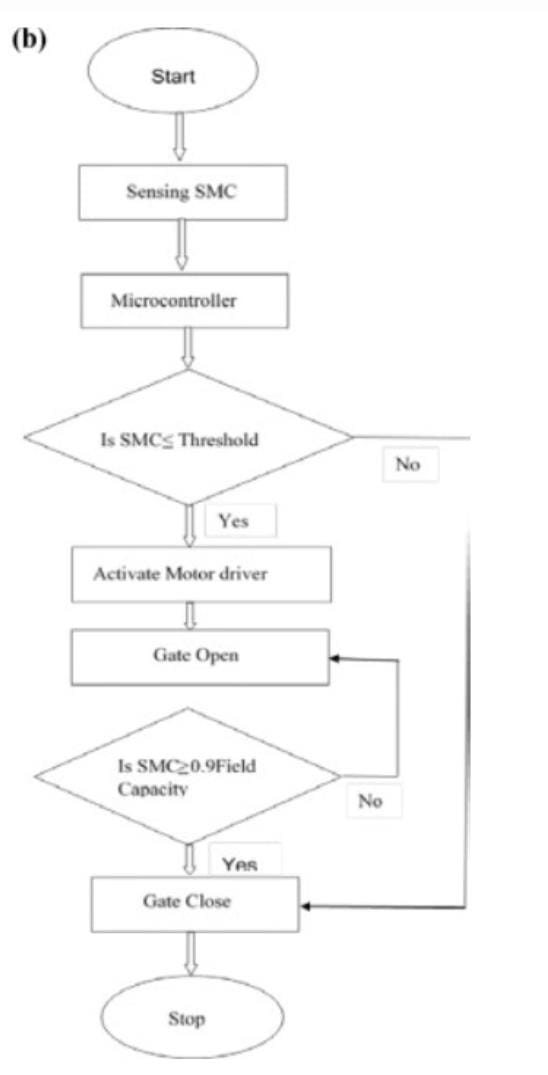 (b)
Start
Sensing SMC
Microcontroller
Is SMC≤ Threshold
No
Yes
Activate Motor driver
Gate Open
Is SMC≥0.9Field
Capacity
No
Yes
Gate Close
Stop